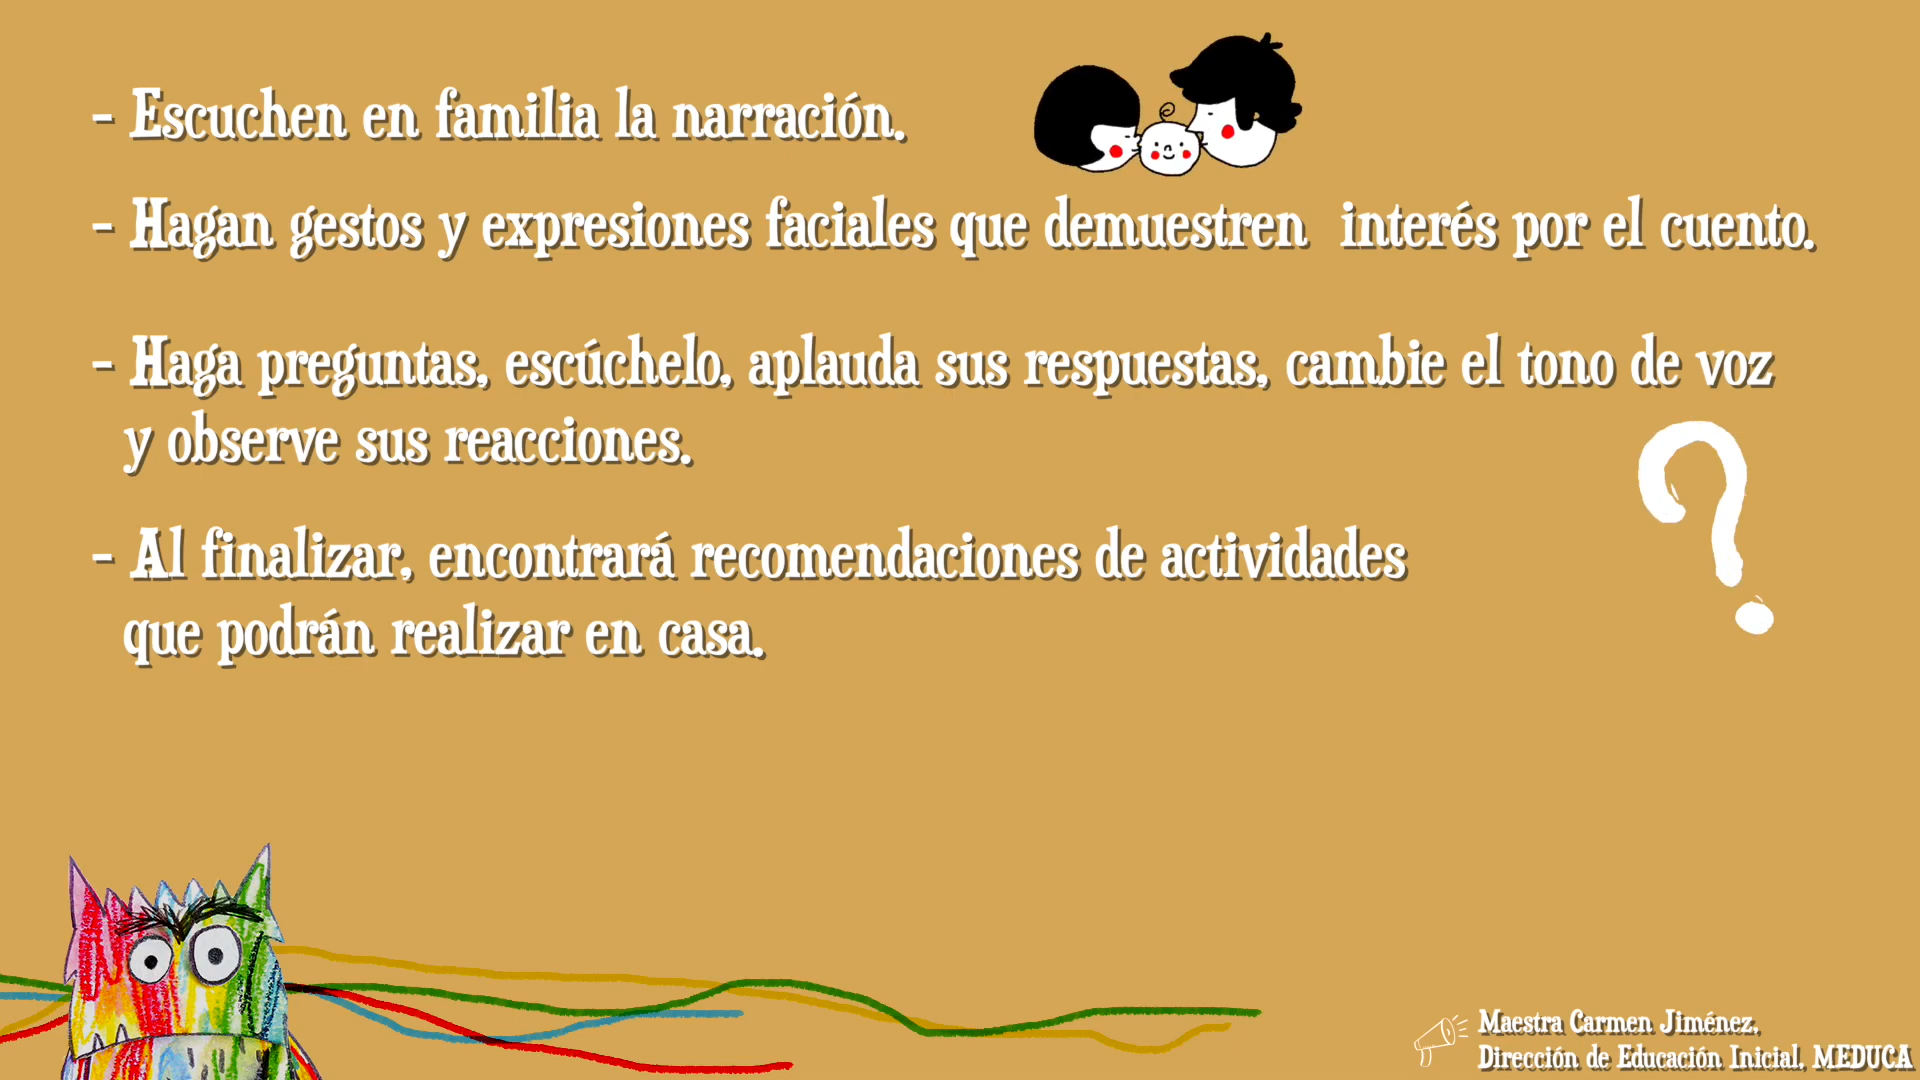 - Escuchen en familia la narración.
- Hagan gestos y expresiones faciales que demuestren  interés por el cuento.
- Haga preguntas, escúchelo, aplauda sus respuestas, cambie el tono de voz
y observe sus reacciones.
- Al finalizar, encontrará recomendaciones de actividades
que podrán realizar en casa.
?
Maestra Carmen Jiménez,
Dirección de Educación Inicial, MEDUCA